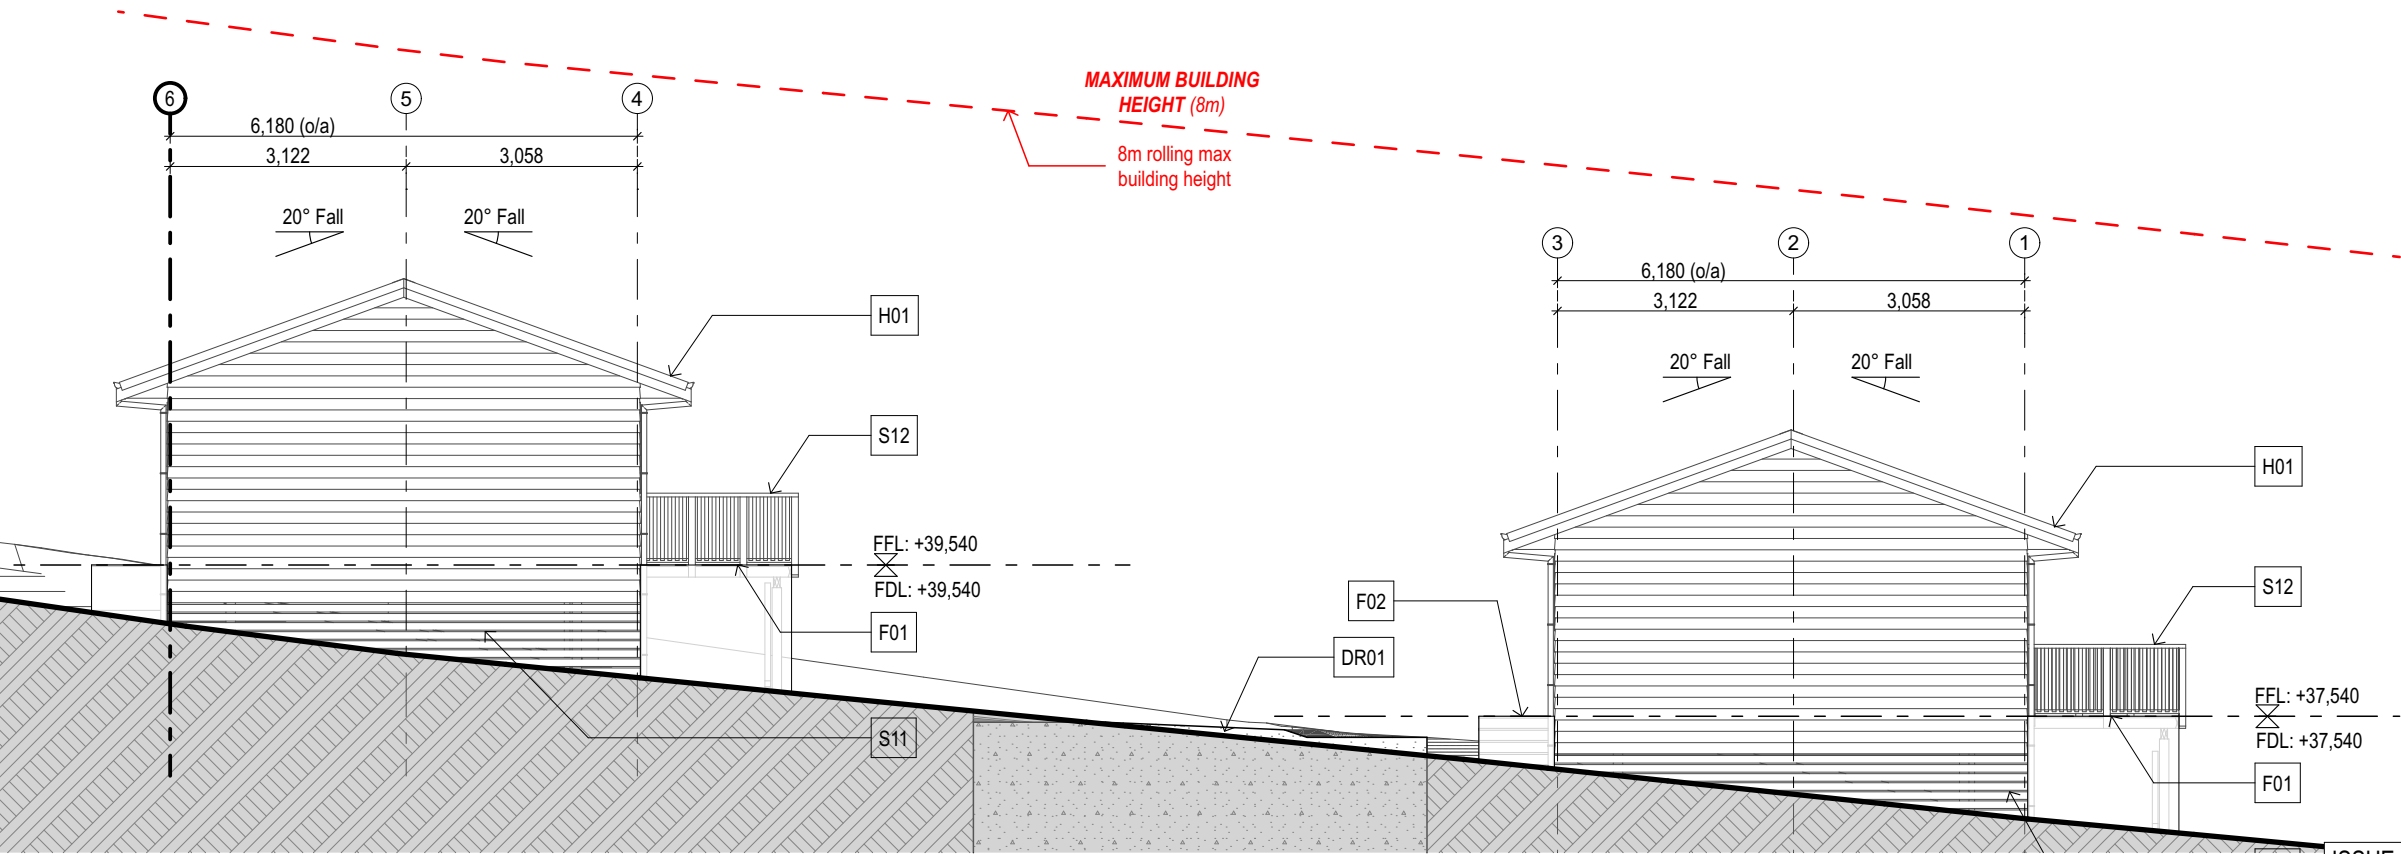 MAXIMUM BUILDING
HEIGHT (8m)
8m rolling max
building height
6
5
4
6,180 (o/a)
3,122
3,058
20° Fall
20° Fall
H01
S12
FFL: +39,540
FDL: +39,540
F01
S11
3
2
1
6,180 (o/a)
3,122
3,058
20° Fall
20° Fall
H01
S12
F02
DR01
FFL: +37,540
FDL: +37,540
F01